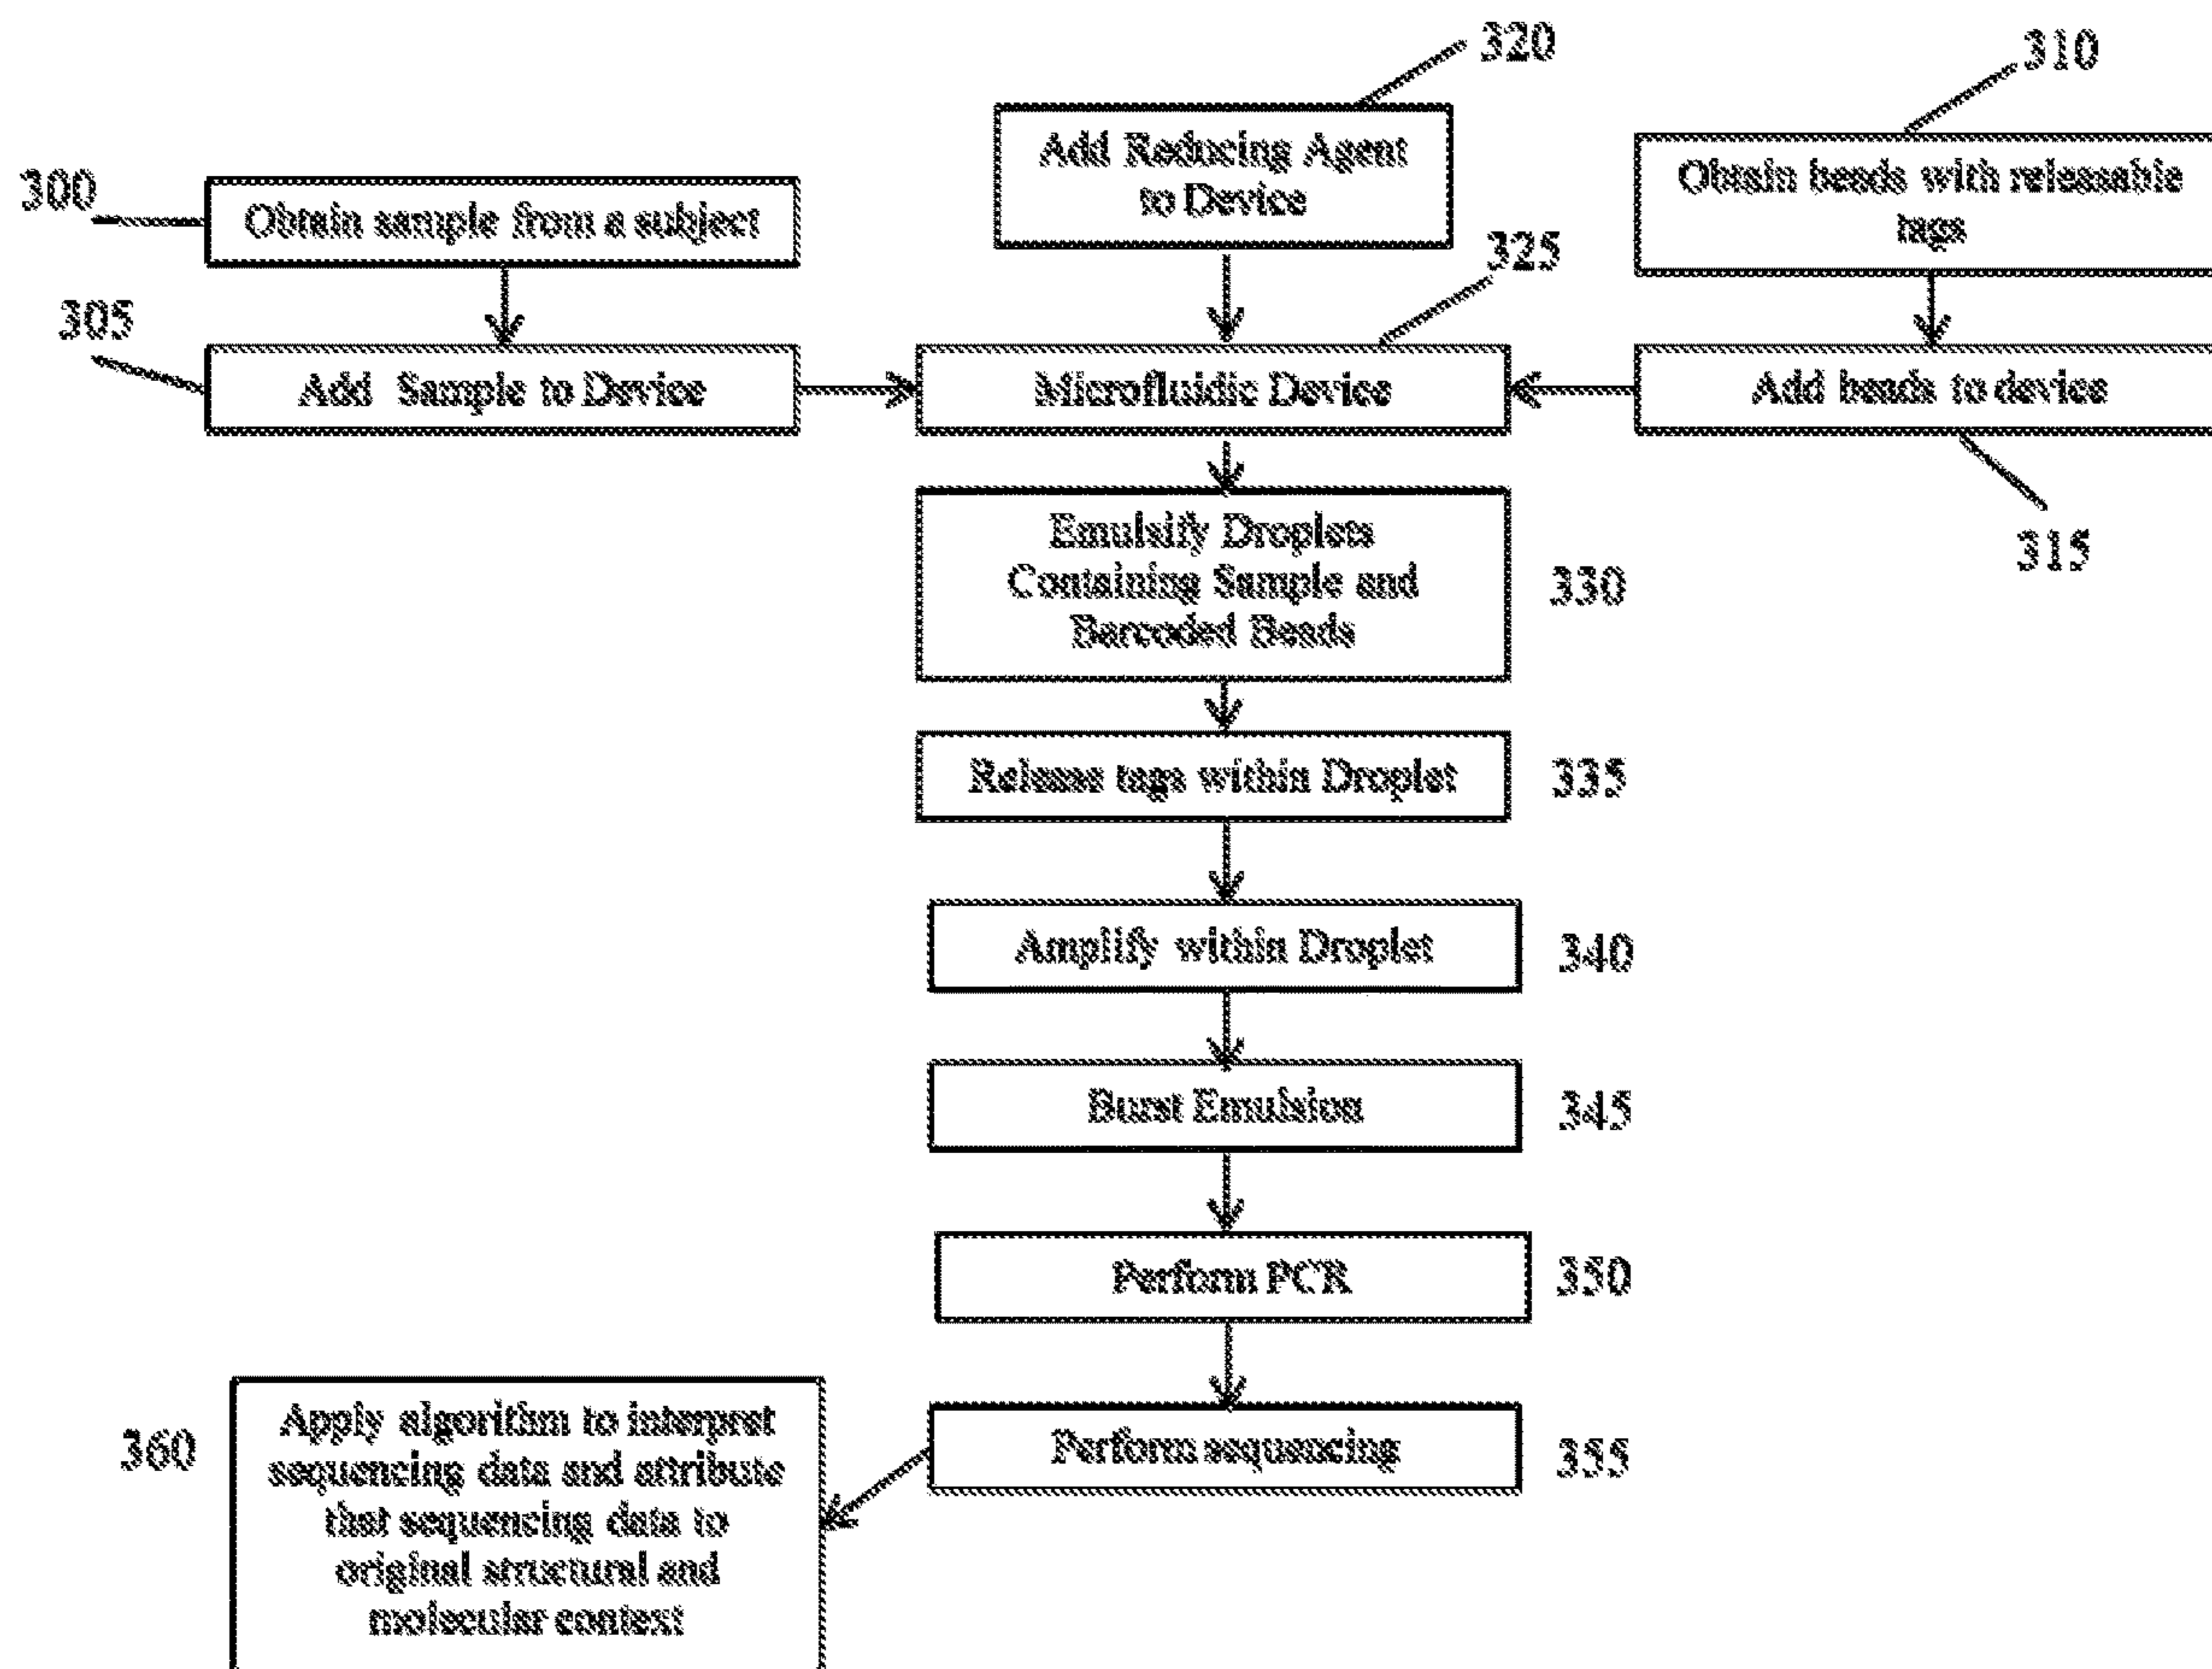 320
310
Add Reducing Agent
to Device
Obtain beads with releasable
tags
300
Obtain sample from a subject
325
305
Add Sample to Device
Microfluidic Device
Add beads to device
315
Emulsify Droplets
Containing Sample and
Barcoded Beads
330
Release tags within Droplet
335
Amplify within Droplet
340
Burst Emulsion
345
Perform PCR
350
Perform sequencing
355
360
Apply algorithm to interpret
sequencing data and attribute
that sequencing data to
original structural and
molecular context